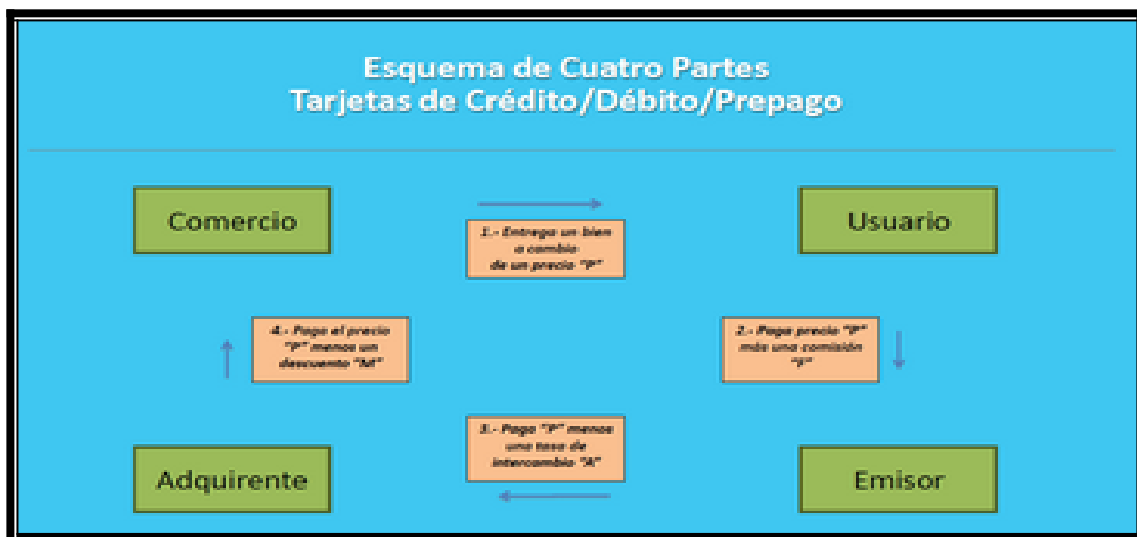 Esquema de Cuatro Partes
Tarjetas de Crédito/Débito/Prepago
Comercio
Usuario
1.- Entrega un bien
a cambio
de un precio "P"
4.- Paga el precio
"P" menos un
descuento "M"
2.- Paga precio "P"
más una comisión
"F"
3.- Paga "P" menos
una tasa de
intercambio "A"
Adquirente
Emisor